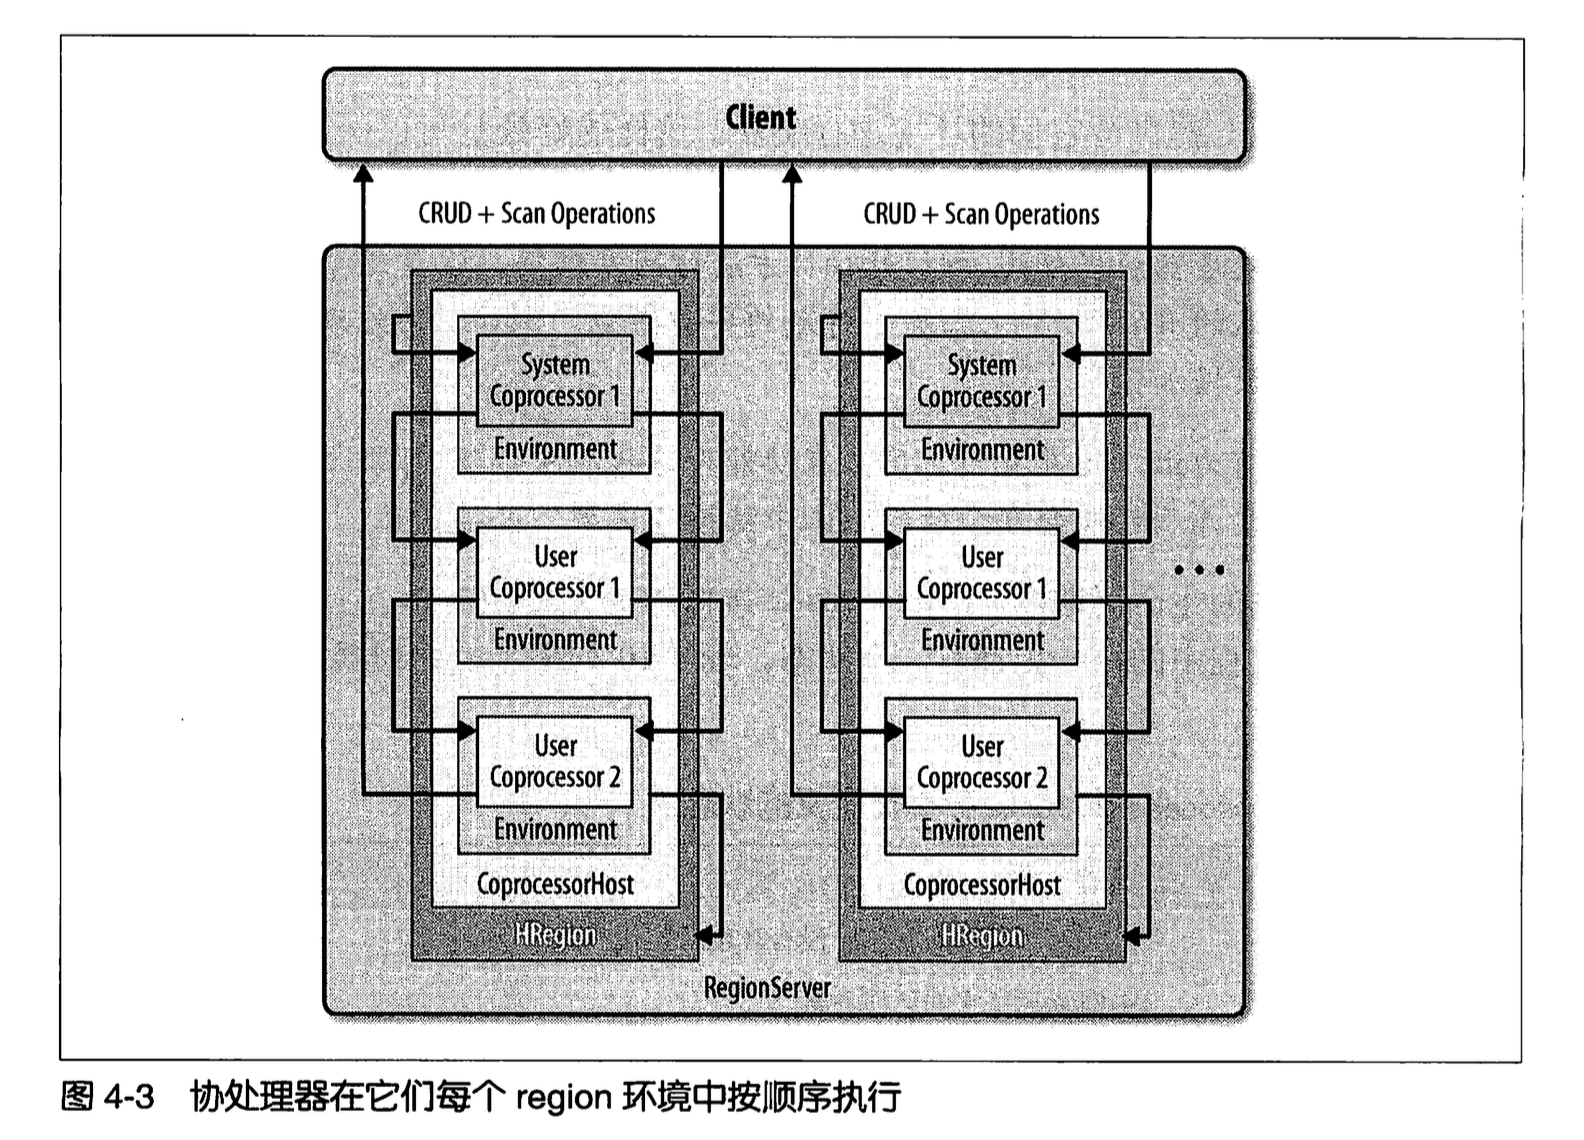 Client
CRUD + Scan Operations
CRUD + Scan Operations
System
Coprocessor 1
Environment
User
Coprocessor 1
Environment
User
Coprocessor 2
Environment
CoprocessorHost
HRegion
System
Coprocessor 1
Environment
User
Coprocessor 1
Environment
User
Coprocessor 2
Environment
CoprocessorHost
HRegion
...
RegionServer
图 4-3 协处理器在它们每个 region 环境中按顺序执行